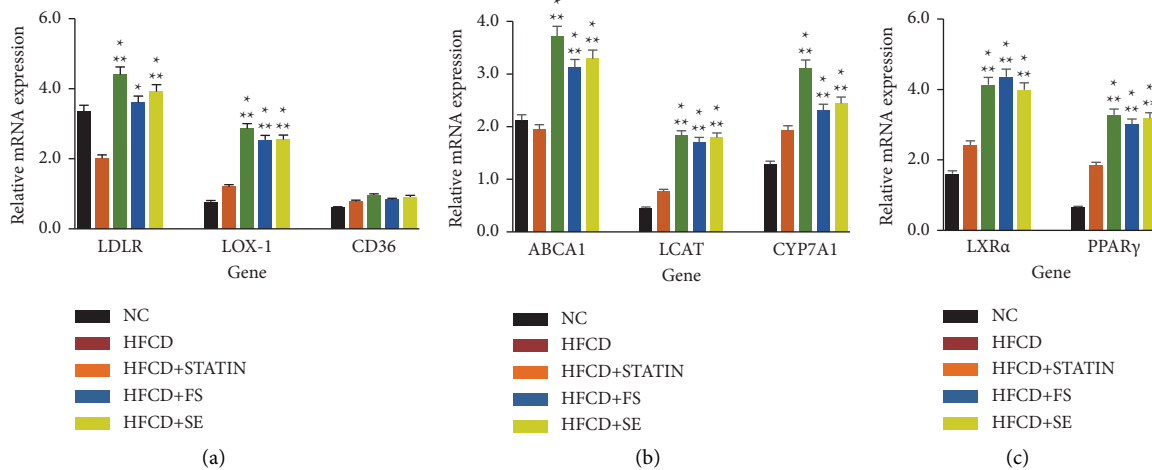 Relative mRNA expression
6.0
4.0
2.0
0.0
*
**
*
*
**
*
**
*
**
*
**
LDLR LOX-1 CD36
Gene
NC
HFCD
HFCD+STATIN
HFCD+FS
HFCD+SE
(a)
Relative mRNA expression
4.0
3.0
2.0
1.0
0.0
*
**
*
**
*
**
*
**
*
**
*
**
*
**
*
**
*
**
ABCA1 LCAT CYP7A1
Gene
NC
HFCD
HFCD+STATIN
HFCD+FS
HFCD+SE
(b)
Relative mRNA expression
6.0
4.0
2.0
0.0
*
**
*
**
*
**
*
**
*
**
*
**
LXRα PPARγ
Gene
NC
HFCD
HFCD+STATIN
HFCD+FS
HFCD+SE
(c)